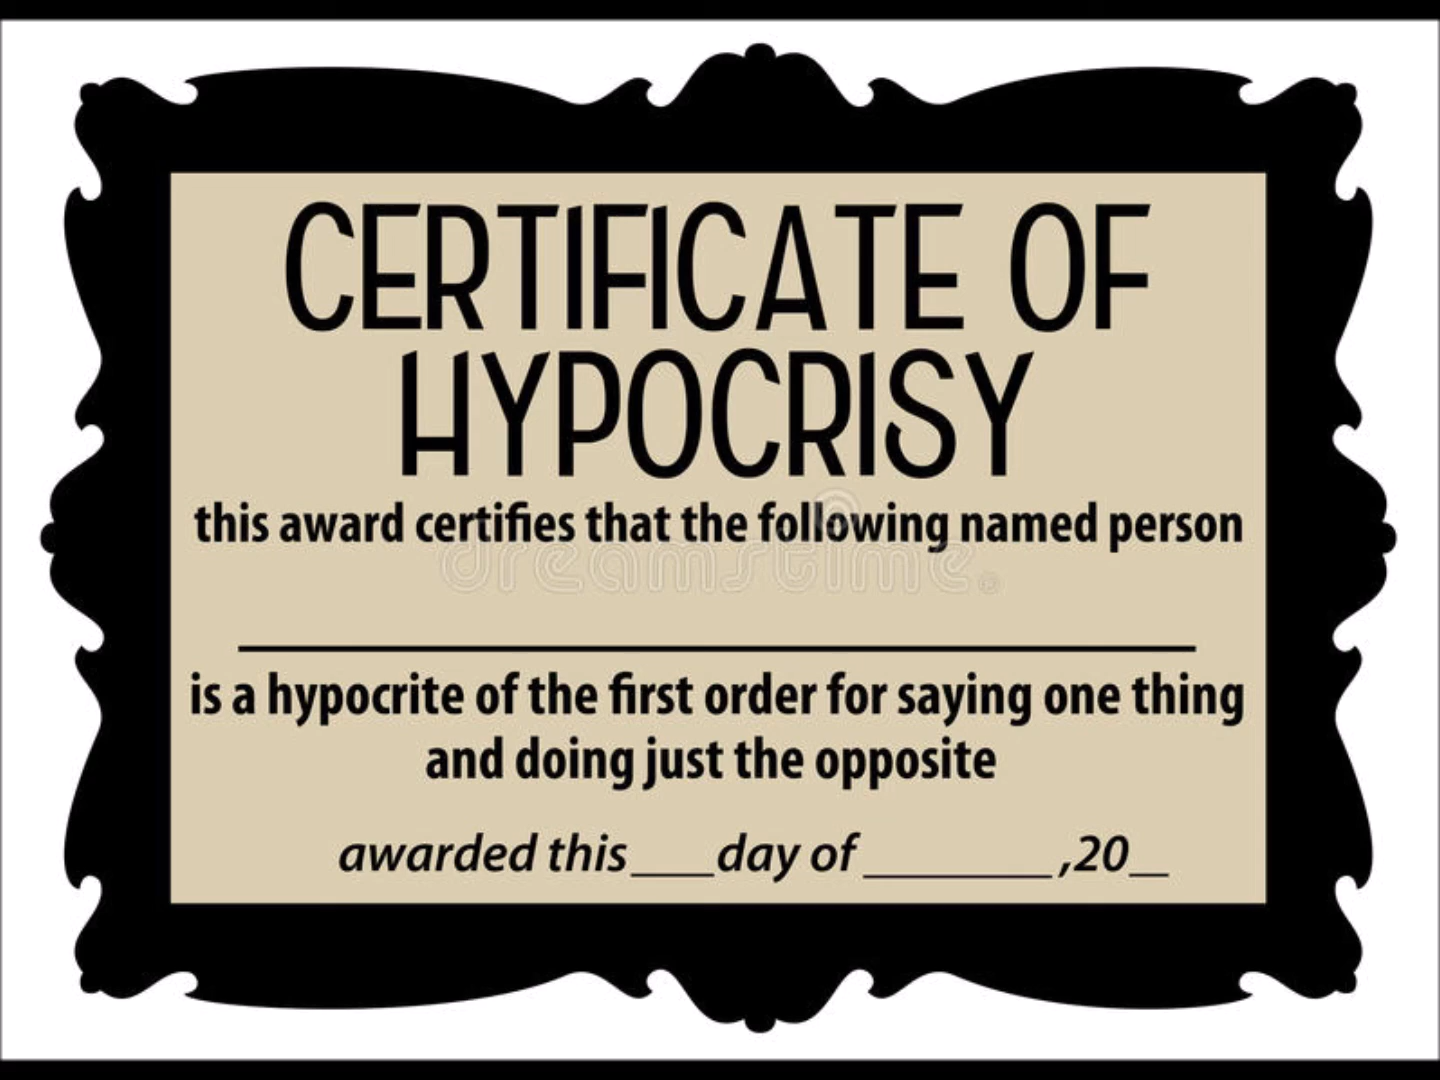 CERTIFICATE OF
HYPOCRISY
this award certifies that the following named person
dreamstime®
is a hypocrite of the first order for saying one thing
and doing just the opposite
awarded this___day of _______,20_